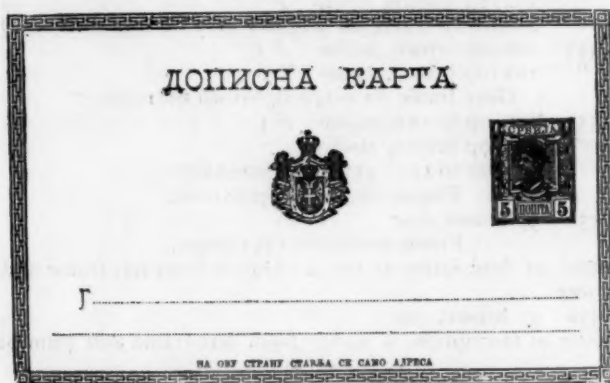 ДОПИСНА КАРТА
СРБИЈА
5 ПОШТА 5
Г
НА ОВУ СТРАНУ СТАВЉА СЕ САМО АДРЕСА